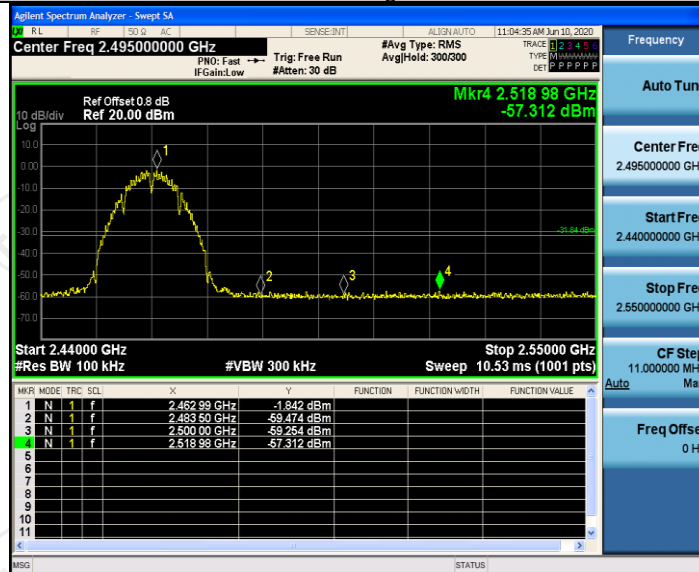 Agilent Spectrum Analyzer - Swept SA
RL RF 50 Ω AC SENSE:INT ALIGNAUTO 11:04:35 AM Jun 10, 2020
Center Freq 2.495000000 GHz #Avg Type: RMS TRACE 1 2 3 4 5 6
PNO: Fast Trig: Free Run Avg|Hold: 300/300 TYPE M
IFGain:Low #Atten: 30 dB DET P P P P P P
Ref Offset 0.8 dB Mkr4 2.518 98 GHz
10 dB/div Ref 20.00 dBm -57.312 dBm
Log
10.0
0.00
-10.0
-20.0
-30.0
-40.0
-50.0
-60.0
-70.0
1
2
3
4
-31.84 dBm
Start 2.44000 GHz Stop 2.55000 GHz
#Res BW 100 kHz #VBW 300 kHz Sweep 10.53 ms (1001 pts)
MKR MODE TRC SCL X Y FUNCTION FUNCTION WIDTH FUNCTION VALUE
1 N 1 f 2.462 99 GHz -1.842 dBm
2 N 1 f 2.483 50 GHz -59.474 dBm
3 N 1 f 2.500 00 GHz -59.254 dBm
4 N 1 f 2.518 98 GHz -57.312 dBm
5
6
7
8
9
10
11
MSG STATUS
Frequency
Auto Tun
Center Fre
2.495000000 GH
Start Fre
2.440000000 GH
Stop Fre
2.550000000 GH
CF Step
11.000000 MH
Auto Ma
Freq Offse
0 H